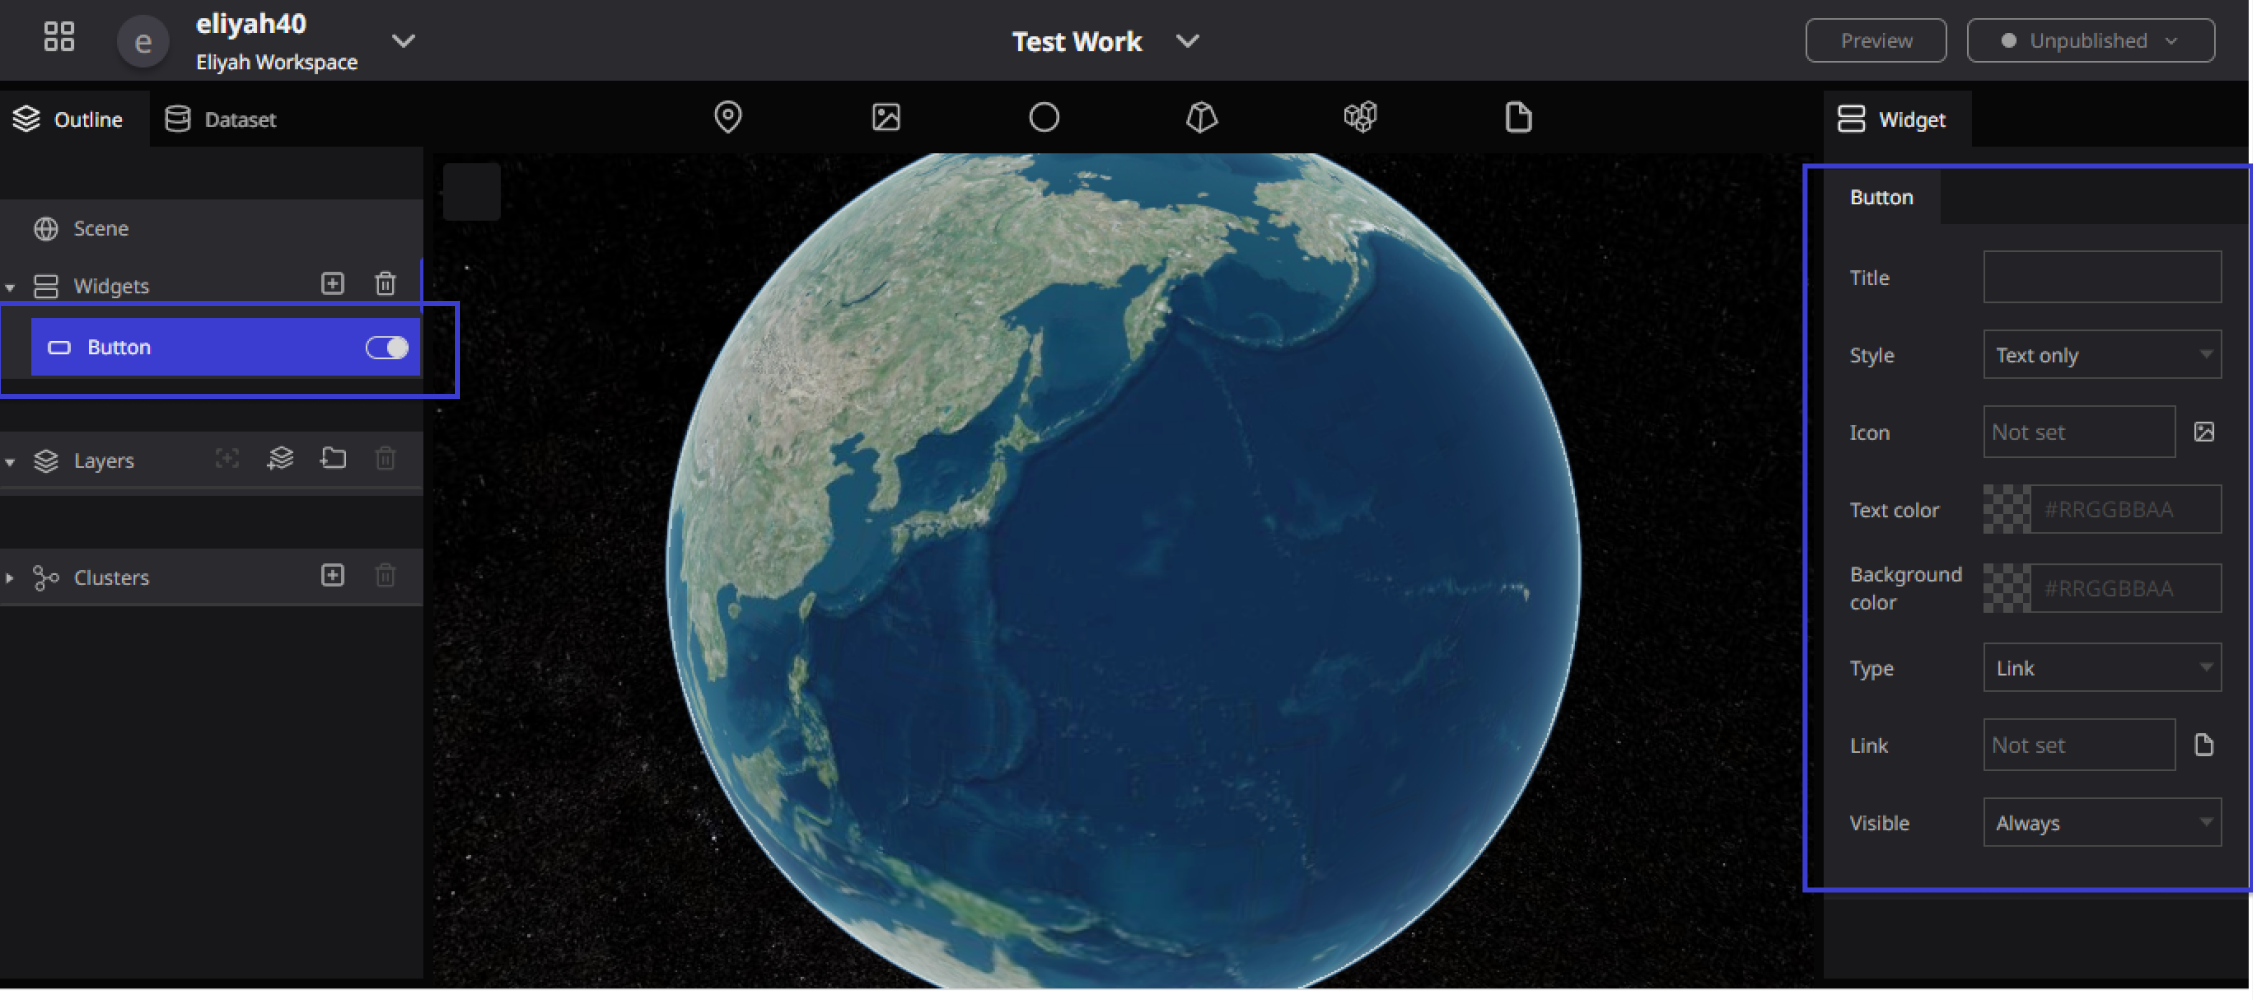 e
eliyah40
Eliyah Workspace
Test Work
Preview
Unpublished
Outline
Dataset
Widget
Scene
Widgets
Button
Layers
Clusters
Button
Title
Style
Text only
Icon
Not set
Text color
#RRGGBBAA
Background
color
#RRGGBBAA
Type
Link
Link
Not set
Visible
Always